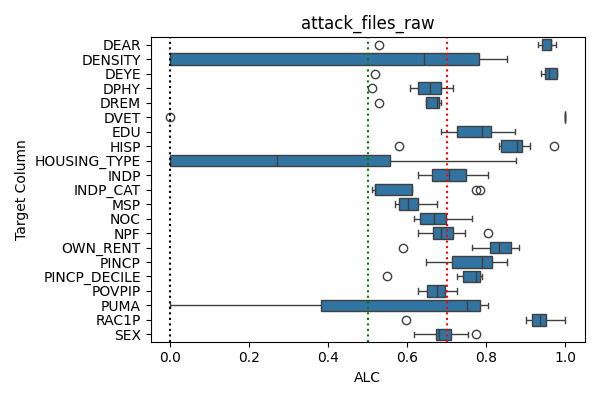 attack_files_raw
Target Column
DEAR
DENSITY
DEYE
DPHY
DREM
DVET
EDU
HISP
HOUSING_TYPE
INDP
INDP_CAT
MSP
NOC
NPF
OWN_RENT
PINCP
PINCP_DECILE
POVPIP
PUMA
RAC1P
SEX
0.0 0.2 0.4 0.6 0.8 1.0
ALC